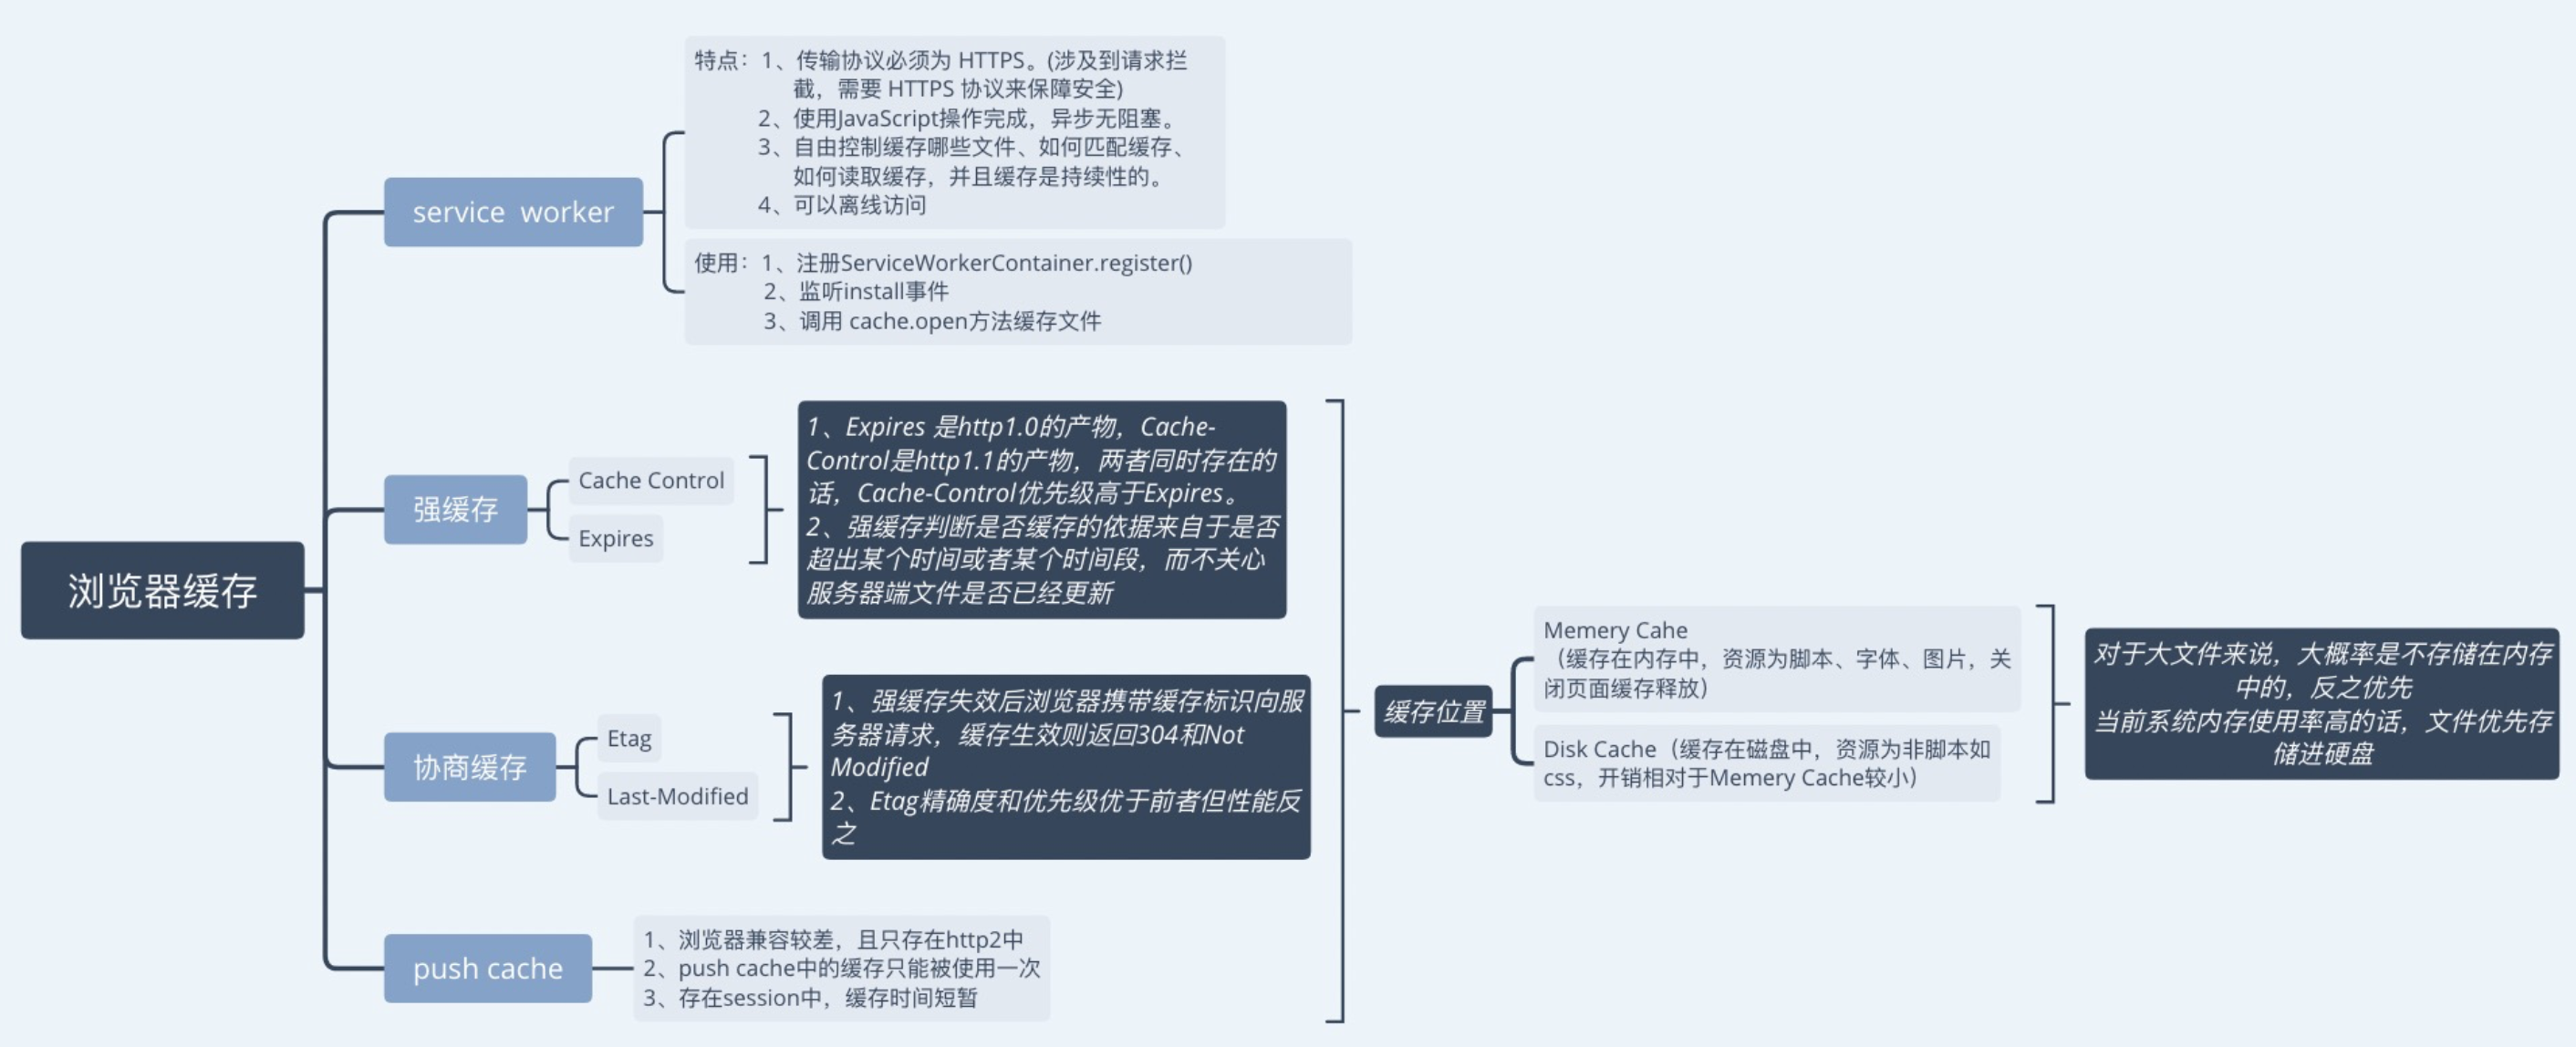 浏览器缓存
service worker
特点：1、传输协议必须为 HTTPS。(涉及到请求拦
截，需要 HTTPS 协议来保障安全)
2、使用JavaScript操作完成，异步无阻塞。
3、自由控制缓存哪些文件、如何匹配缓存、
如何读取缓存，并且缓存是持续性的。
4、可以离线访问
使用：1、注册ServiceWorkerContainer.register()
2、监听install事件
3、调用 cache.open方法缓存文件
强缓存
Cache Control
Expires
1、Expires 是http1.0的产物，Cache-
Control是http1.1的产物，两者同时存在的
话，Cache-Control优先级高于Expires。
2、强缓存判断是否缓存的依据来自于是否
超出某个时间或者某个时间段，而不关心
服务器端文件是否已经更新
协商缓存
Etag
Last-Modified
1、强缓存失效后浏览器携带缓存标识向服
务器请求，缓存生效则返回304和Not
Modified
2、Etag精确度和优先级优于前者但性能反
之
push cache
1、浏览器兼容较差，且只存在http2中
2、push cache中的缓存只能被使用一次
3、存在session中，缓存时间短暂
缓存位置
Memery Cahe
（缓存在内存中，资源为脚本、字体、图片，关
闭页面缓存释放）
Disk Cache（缓存在磁盘中，资源为非脚本如
css，开销相对于Memery Cache较小）
对于大文件来说，大概率是不存储在内存
中的，反之优先
当前系统内存使用率高的话，文件优先存
储进硬盘